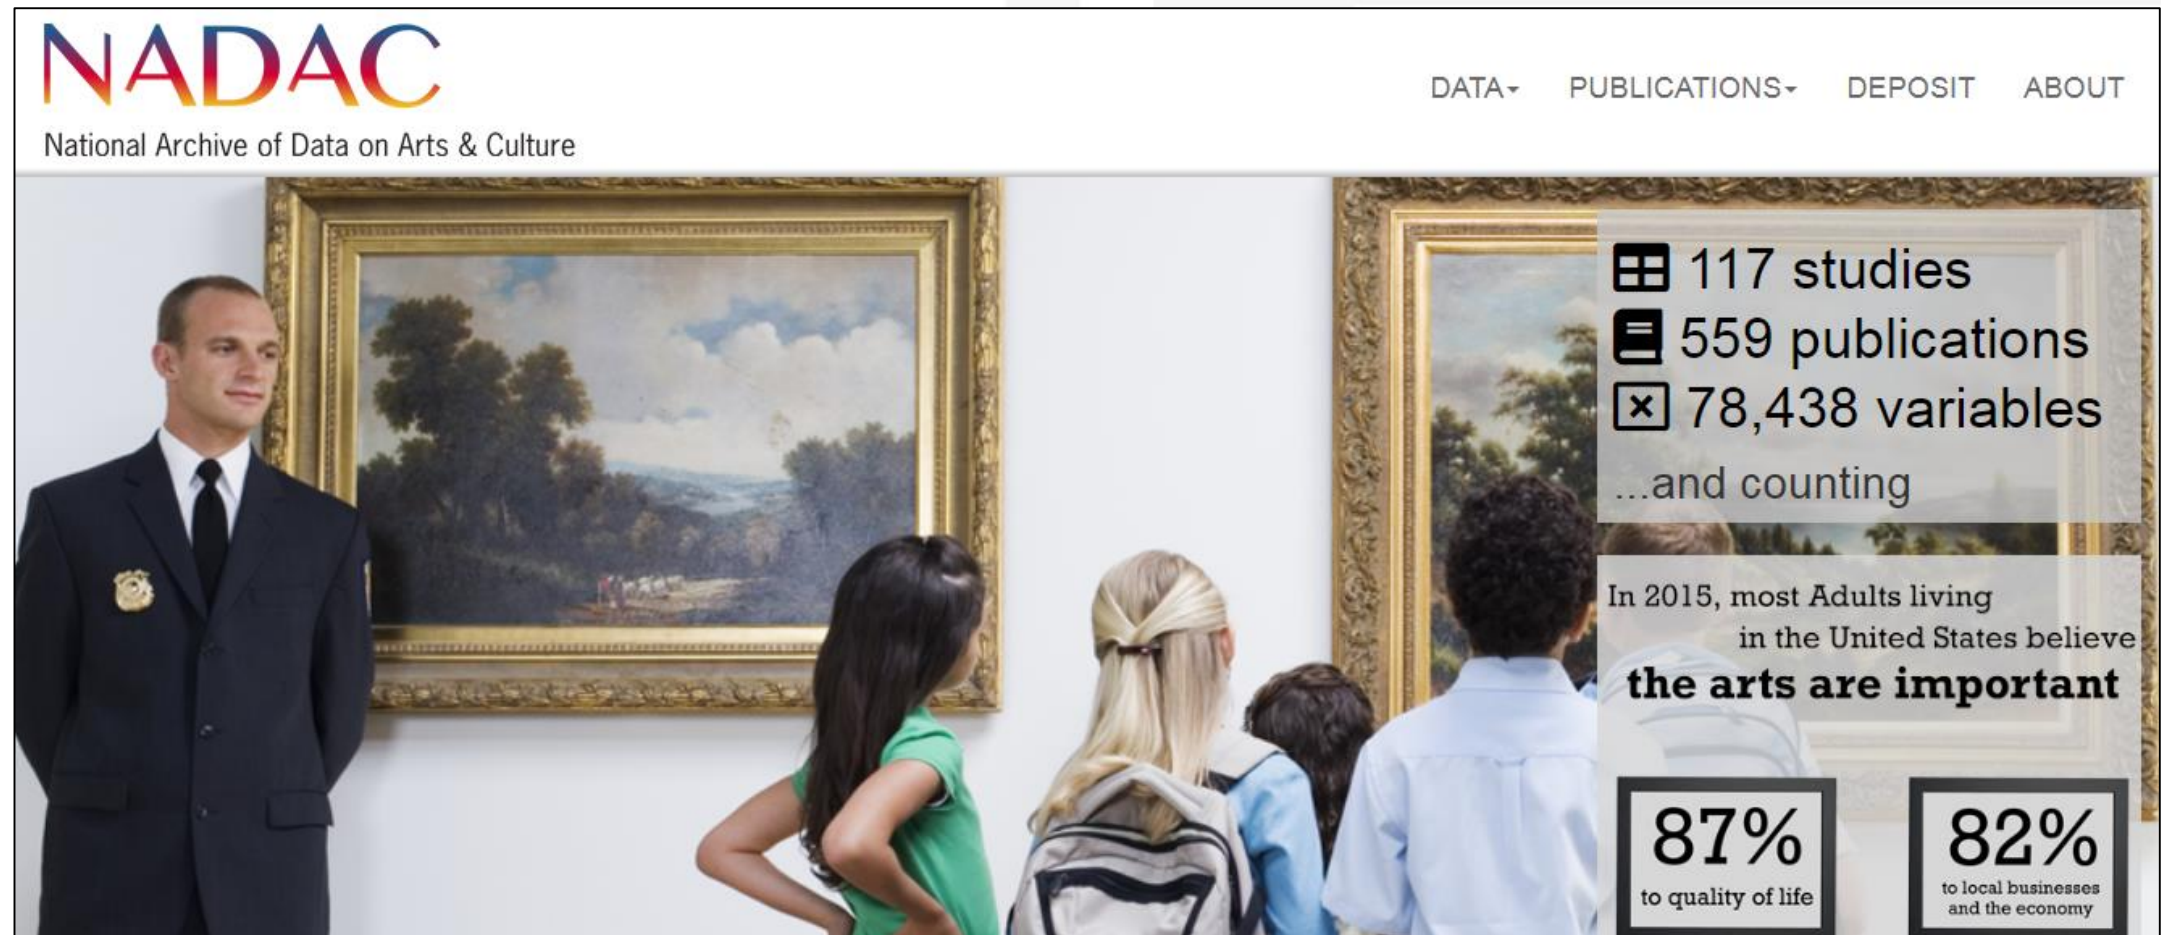 NADAC
National Archive of Data on Arts & Culture
DATA
PUBLICATIONS
DEPOSIT
ABOUT
117 studies
559 publications
78,438 variables
...and counting
In 2015, most Adults living
in the United States believe
the arts are important
87%
to quality of life
82%
to local businesses
and the economy